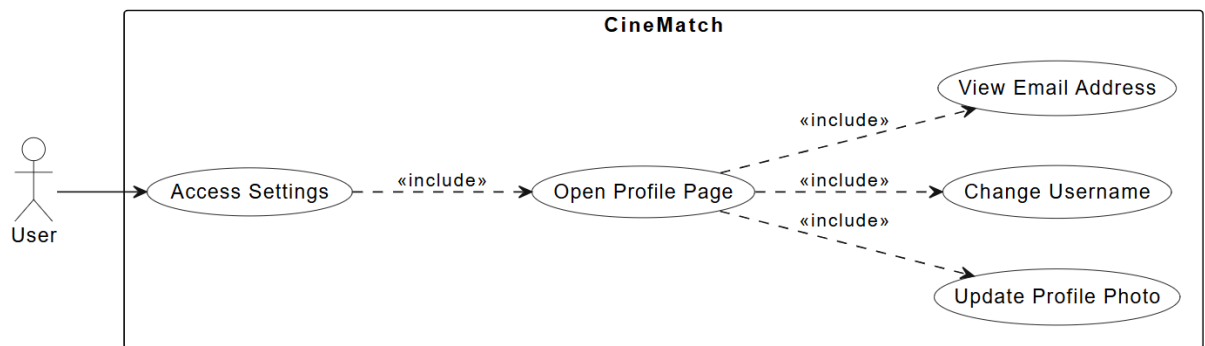 CineMatch
View Email Address
«include»
Access Settings
«include»
Open Profile Page
«include»
Change Username
«include»
User
Update Profile Photo